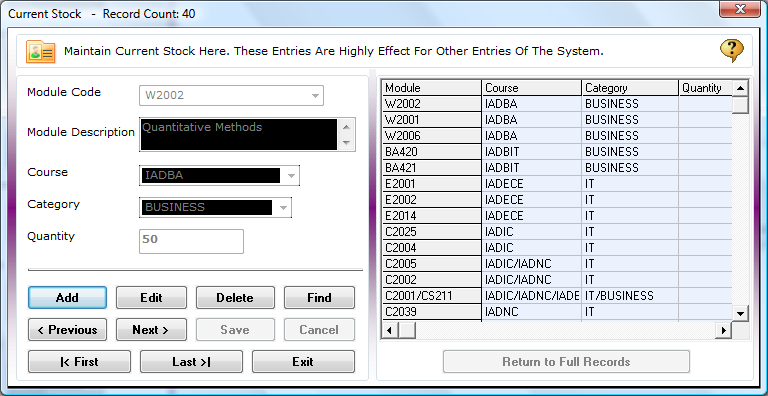 Current Stock - Record Count: 40
Maintain Current Stock Here. These Entries Are Highly Effect For Other Entries Of The System.
Module Code W2002
Module Description Quantitative Methods
Course IADBA
Category BUSINESS
Quantity 50
Add Edit Delete Find
< Previous Next > Save Cancel
|< First Last >| Exit
Module Course Category Quantity
W2002 IADBA BUSINESS
W2001 IADBA BUSINESS
W2006 IADBA BUSINESS
BA420 IADBIT BUSINESS
BA421 IADBIT BUSINESS
E2001 IADECE IT
E2002 IADECE IT
E2014 IADECE IT
C2025 IADIC IT
C2004 IADIC IT
C2005 IADIC/IADNC IT
C2002 IADIC/IADNC IT
C2001/CS211 IADIC/IADNC/IADE IT/BUSINESS
C2039 IADNC IT
Return to Full Records